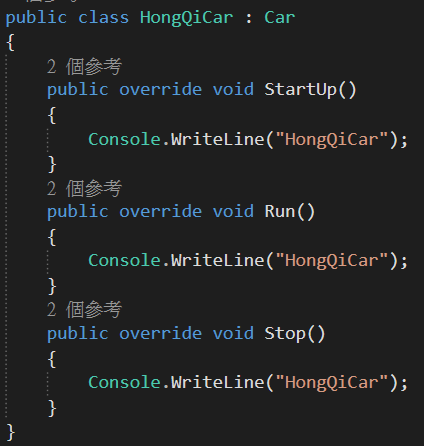 public class HongQiCar : Car
{
2 個參考
public override void StartUp()
{
Console.WriteLine("HongQiCar");
}
2 個參考
public override void Run()
{
Console.WriteLine("HongQiCar");
}
2 個參考
public override void Stop()
{
Console.WriteLine("HongQiCar");
}
}